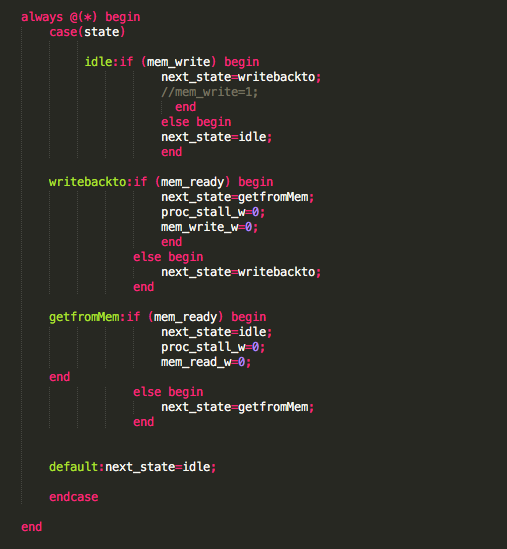 always @(*) begin
case(state)
idle:if (mem_write) begin
next_state=writebackto;
//mem_write=1;
end
else begin
next_state=idle;
end
writebackto:if (mem_ready) begin
next_state=getfromMem;
proc_stall_w=0;
mem_write_w=0;
end
else begin
next_state=writebackto;
end
getfromMem:if (mem_ready) begin
next_state=idle;
proc_stall_w=0;
mem_read_w=0;
end
else begin
next_state=getfromMem;
end
default:next_state=idle;
endcase
end